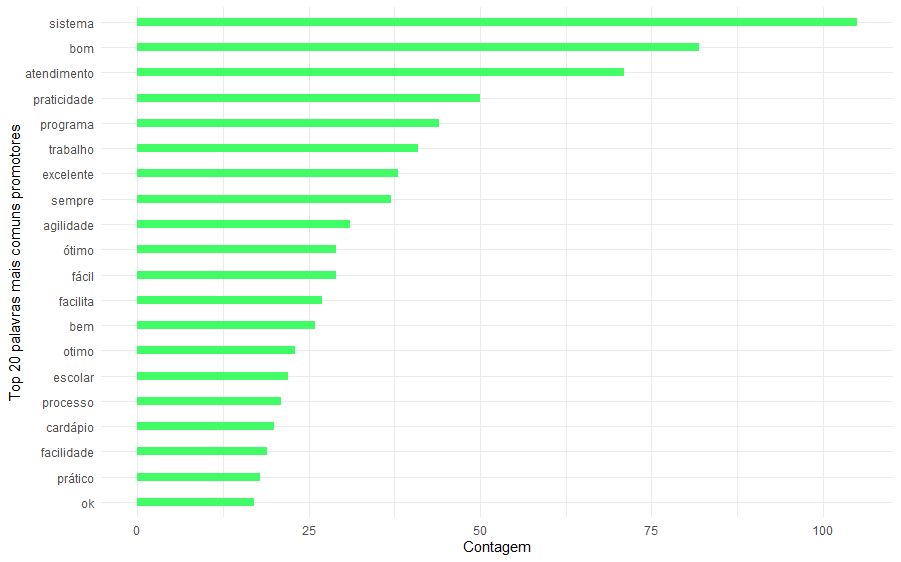 Top 20 palavras mais comuns promotores
sistema
bom
atendimento
praticidade
programa
trabalho
excelente
sempre
agilidade
ótimo
fácil
facilita
bem
otimo
escolar
processo
cardápio
facilidade
prático
ok
0 25 50 75 100
Contagem